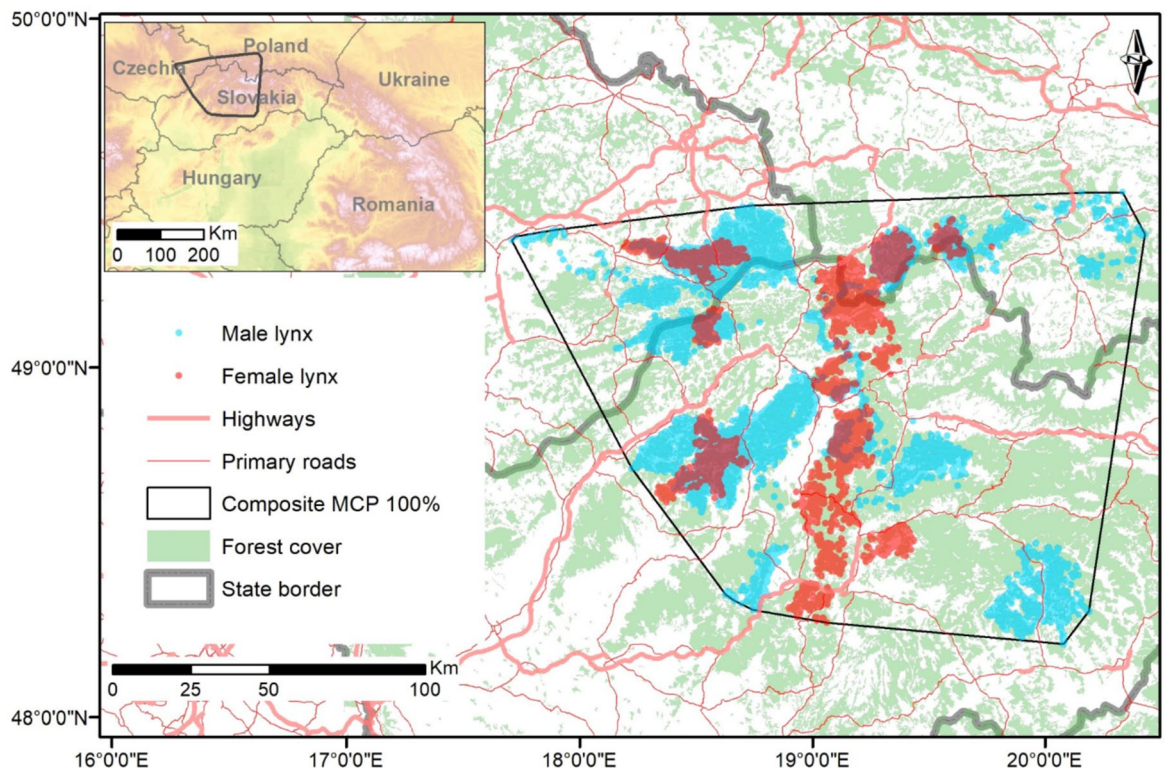 50°0'0"N
49°0'0"N
48°0'0"N
Poland
Czechia
Ukraine
Slovakia
Hungary
Romania
Km
0 100 200
Male lynx
Female lynx
Highways
Primary roads
Composite MCP 100%
Forest cover
State border
Km
0 25 50 100
16°0'0"E 17°0'0"E 18°0'0"E 19°0'0"E 20°0'0"E